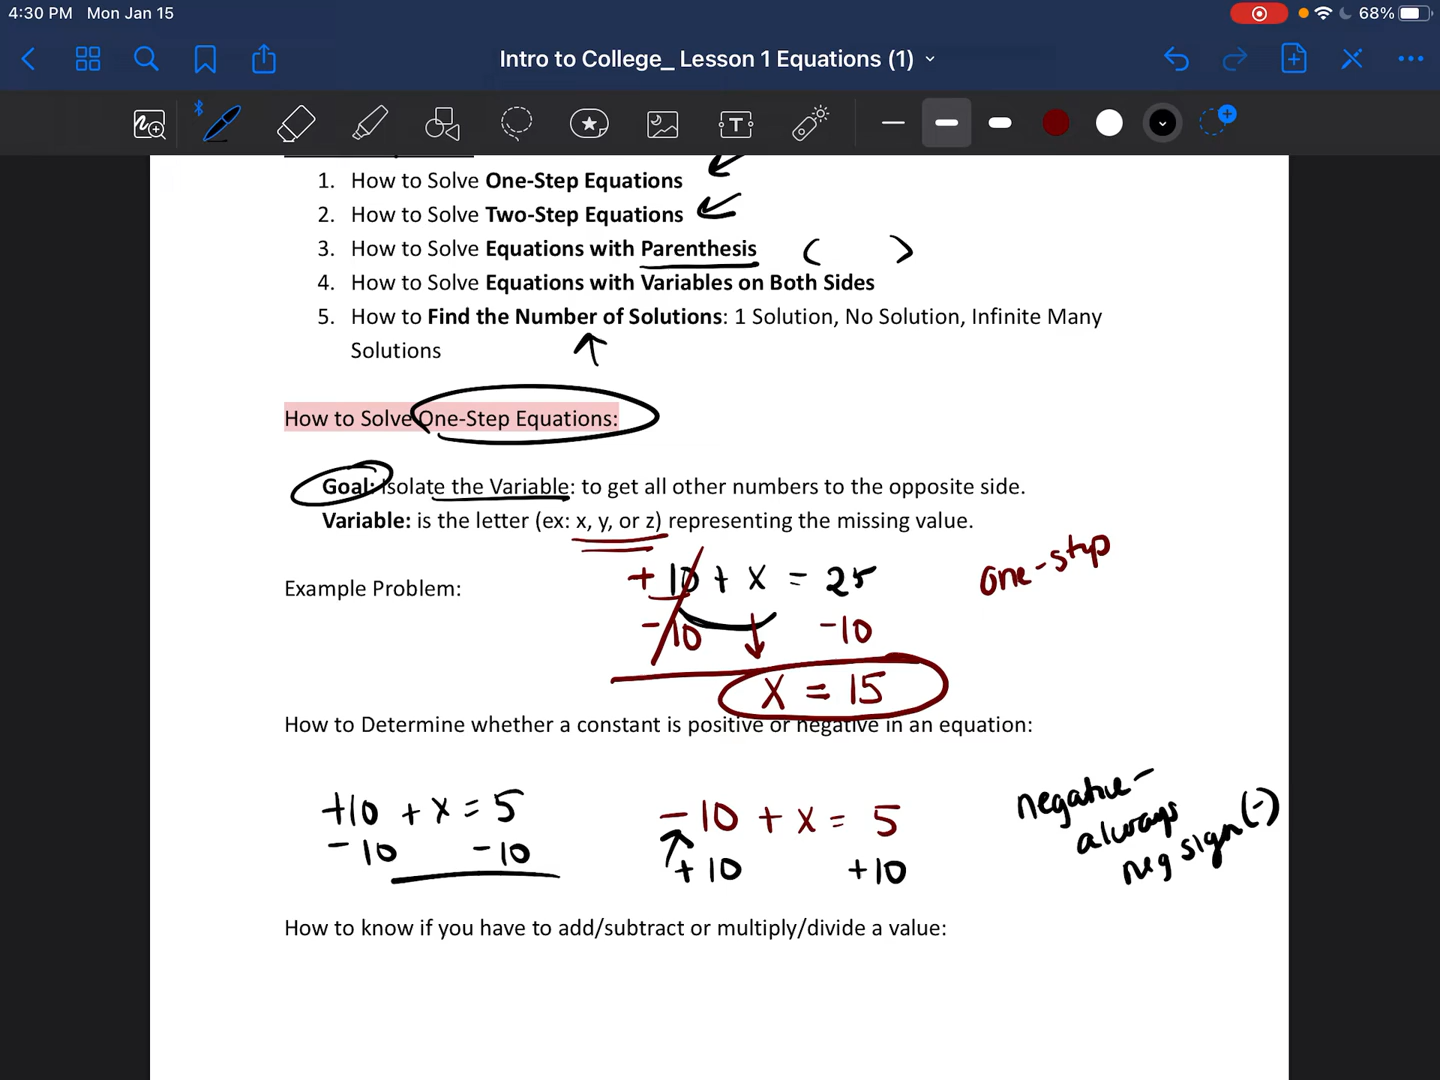 4:30 PM Mon Jan 15
68%
Intro to College_ Lesson 1 Equations (1)
1. How to Solve One-Step Equations
2. How to Solve Two-Step Equations
3. How to Solve Equations with Parenthesis ( )
4. How to Solve Equations with Variables on Both Sides
5. How to Find the Number of Solutions: 1 Solution, No Solution, Infinite Many
Solutions
How to Solve One-Step Equations:
Goal: Isolate the Variable: to get all other numbers to the opposite side.
Variable: is the letter (ex: x, y, or z) representing the missing value.
one-step
Example Problem:
+ 10 + x = 25
- 10 - 10
x = 15
How to Determine whether a constant is positive or negative in an equation:
+10 + x = 5
- 10 - 10
- 10 + x = 5
+ 10 + 10
negative -
always
neg sign (-)
How to know if you have to add/subtract or multiply/divide a value: